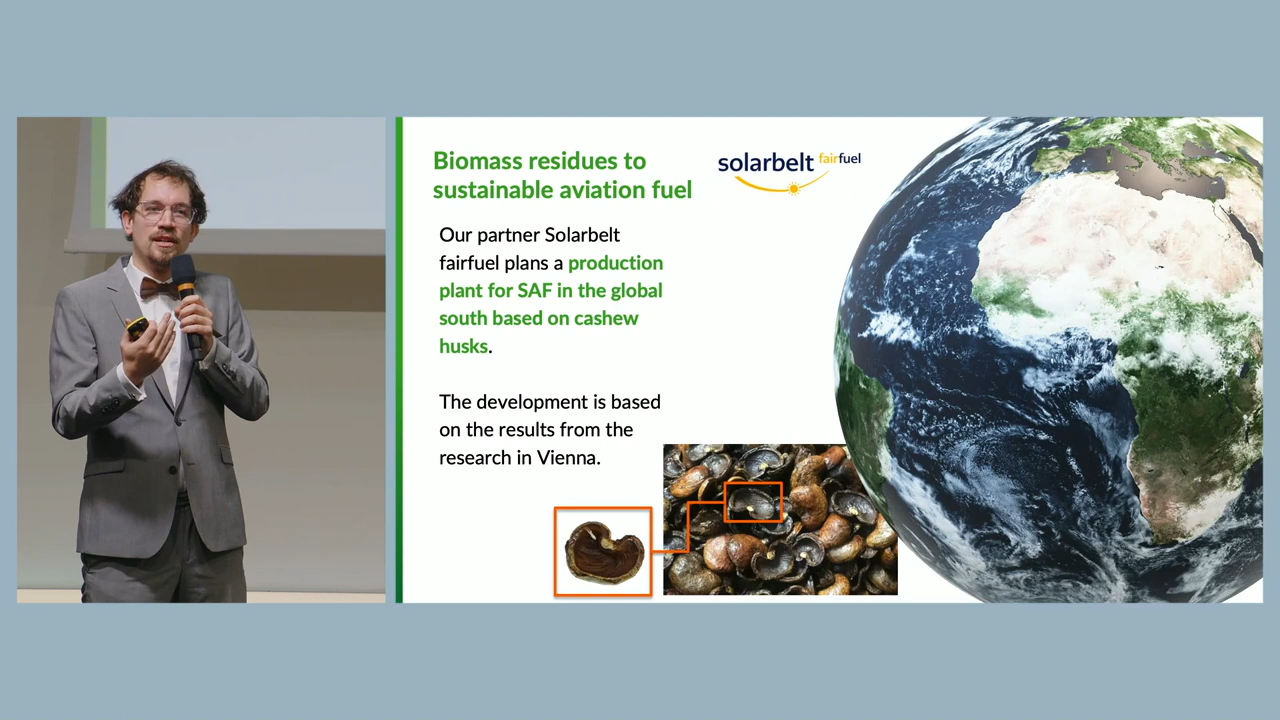 Biomass residues to
sustainable aviation fuel
solarbelt fairfuel
Our partner Solarbelt
fairfuel plans a production
plant for SAF in the global
south based on cashew
husks.
The development is based
on the results from the
research in Vienna.